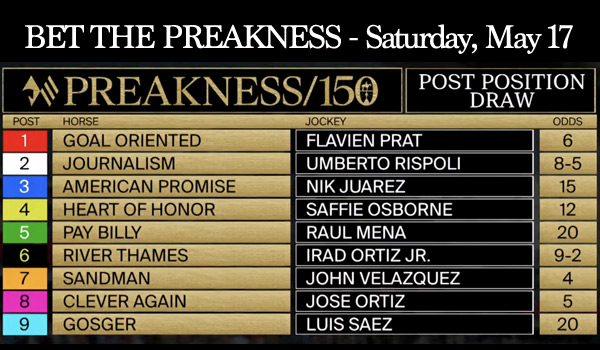 BET THE PREAKNESS - Saturday, May 17
PREAKNESS/150
POST POSITION
DRAW
POST HORSE JOCKEY ODDS
1 GOAL ORIENTED FLAVIEN PRAT 6
2 JOURNALISM UMBERTO RISPOLI 8-5
3 AMERICAN PROMISE NIK JUAREZ 15
4 HEART OF HONOR SAFFIE OSBORNE 12
5 PAY BILLY RAUL MENA 20
6 RIVER THAMES IRAD ORTIZ JR. 9-2
7 SANDMAN JOHN VELAZQUEZ 4
8 CLEVER AGAIN JOSE ORTIZ 5
9 GOSGER LUIS SAEZ 20